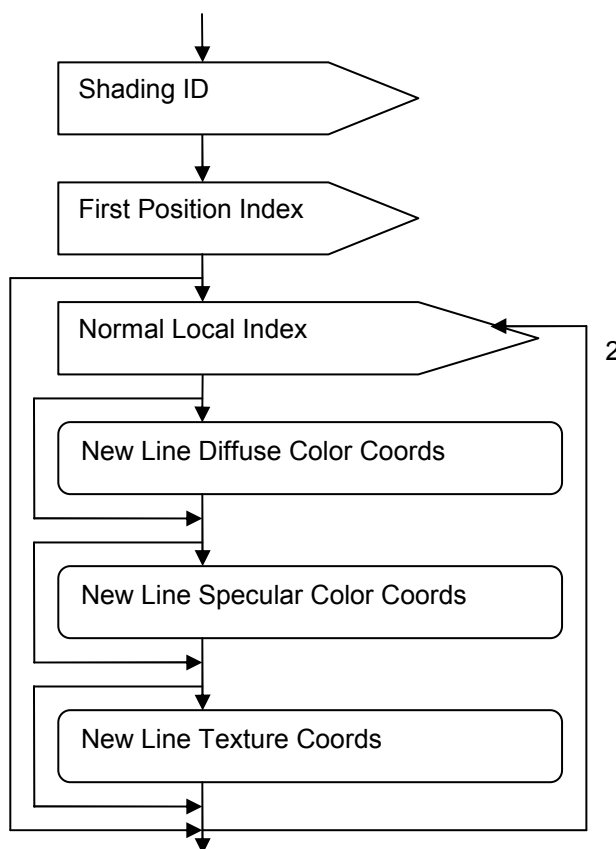 Shading ID
First Position Index
Normal Local Index
2
New Line Diffuse Color Coords
New Line Specular Color Coords
New Line Texture Coords